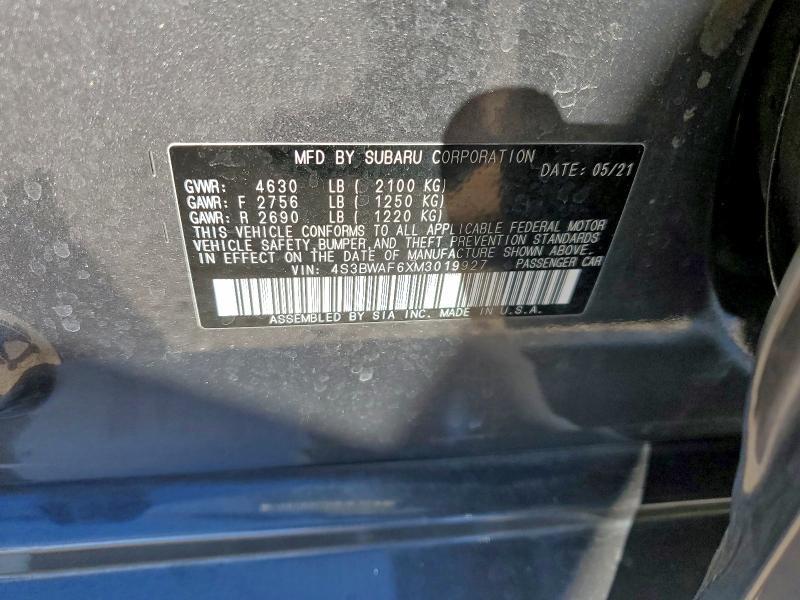 MFD BY SUBARU CORPORATION
DATE: 05/21
GVWR: 4630 LB ( 2100 KG)
GAWR: F 2756 LB ( 1250 KG)
GAWR: R 2690 LB ( 1220 KG)
THIS VEHICLE CONFORMS TO ALL APPLICABLE FEDERAL MOTOR
VEHICLE SAFETY, BUMPER, AND THEFT PREVENTION STANDARDS
IN EFFECT ON THE DATE OF MANUFACTURE SHOWN ABOVE.
VIN: 4S3BWAF6XM3019927 PASSENGER CAR
ASSEMBLED BY SIA INC. MADE IN U.S.A.